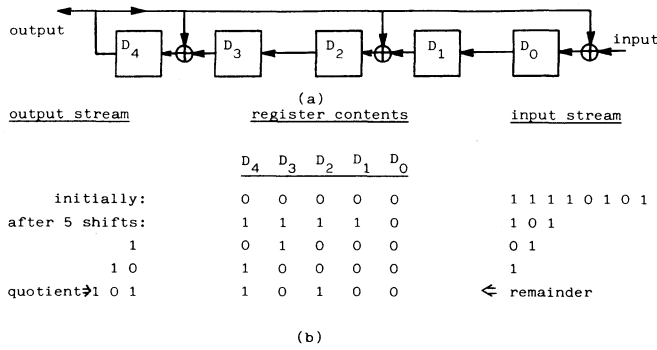 output
D4 D3 D2 D1 D0
input
(a)
output stream register contents input stream
D4 D3 D2 D1 D0
initially: 0 0 0 0 0 1 1 1 1 0 1 0 1
after 5 shifts: 1 1 1 1 0 1 0 1
1 0 1 0 0 0 0 1
1 0 1 0 0 0 0 1
quotient⇒1 0 1 1 0 1 0 0 ⇐ remainder
(b)